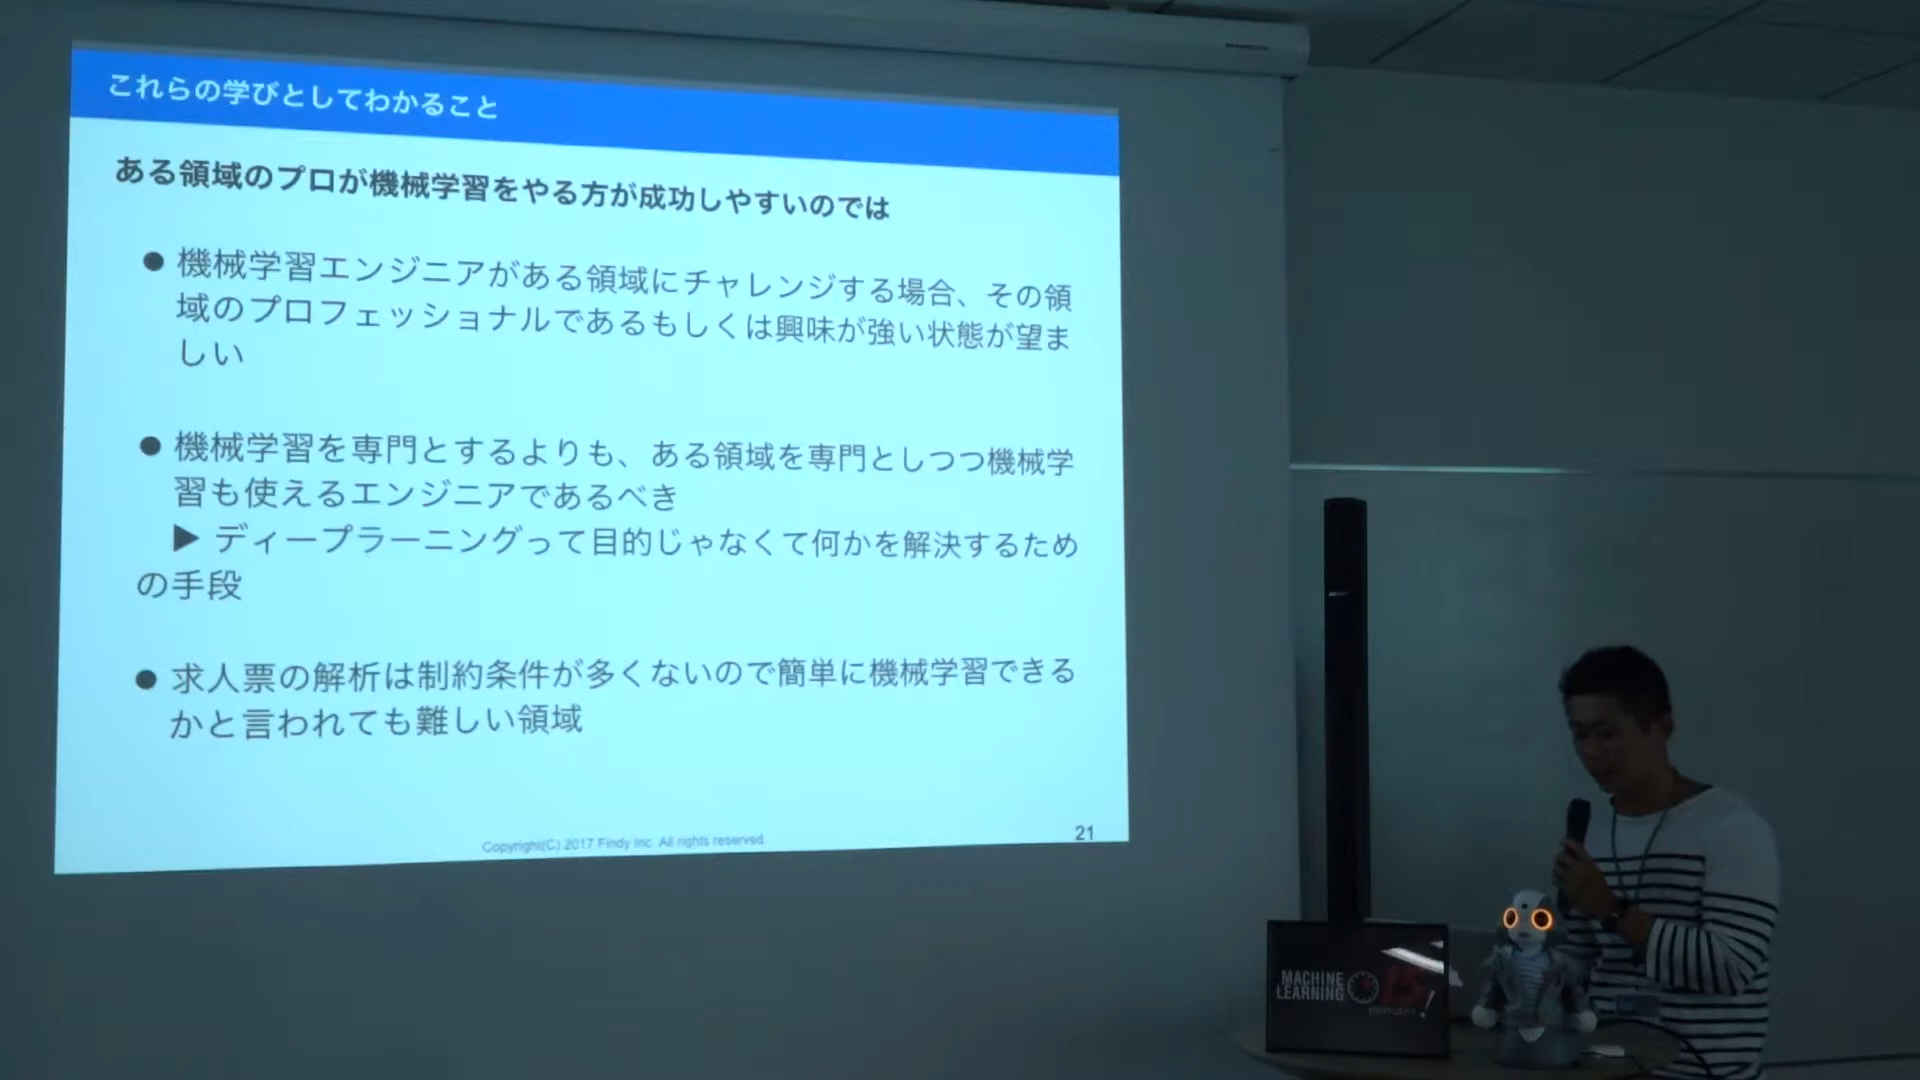 これらの学びとしてわかること
ある領域のプロが機械学習をやる方が成功しやすいのでは
● 機械学習エンジニアがある領域にチャレンジする場合、その領
域のプロフェッショナルであるもしくは興味が強い状態が望ま
しい
● 機械学習を専門とするよりも、ある領域を専門としつつ機械学
習も使えるエンジニアであるべき
▶ ディープラーニングって目的じゃなくて何かを解決するため
の手段
● 求人票の解析は制約条件が多くないので簡単に機械学習できる
かと言われても難しい領域
Copyright(C) 2017 Findy Inc. All rights reserved.
21
MACHINE
LEARNING
15
minutes!